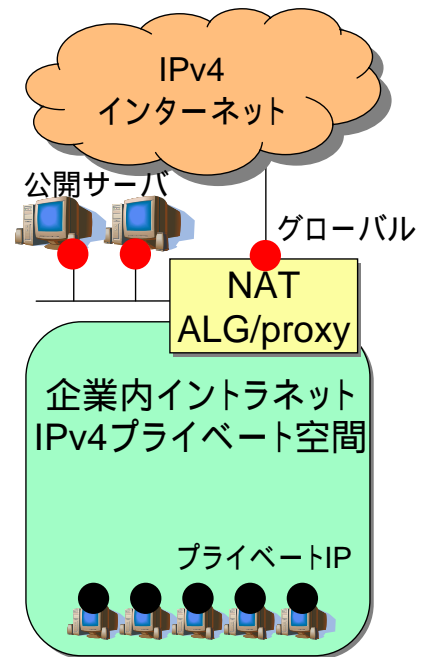 IPv4
インターネット
公開サーバ
グローバル
NAT
ALG/proxy
企業内イントラネット
IPv4プライベート空間
プライベートIP